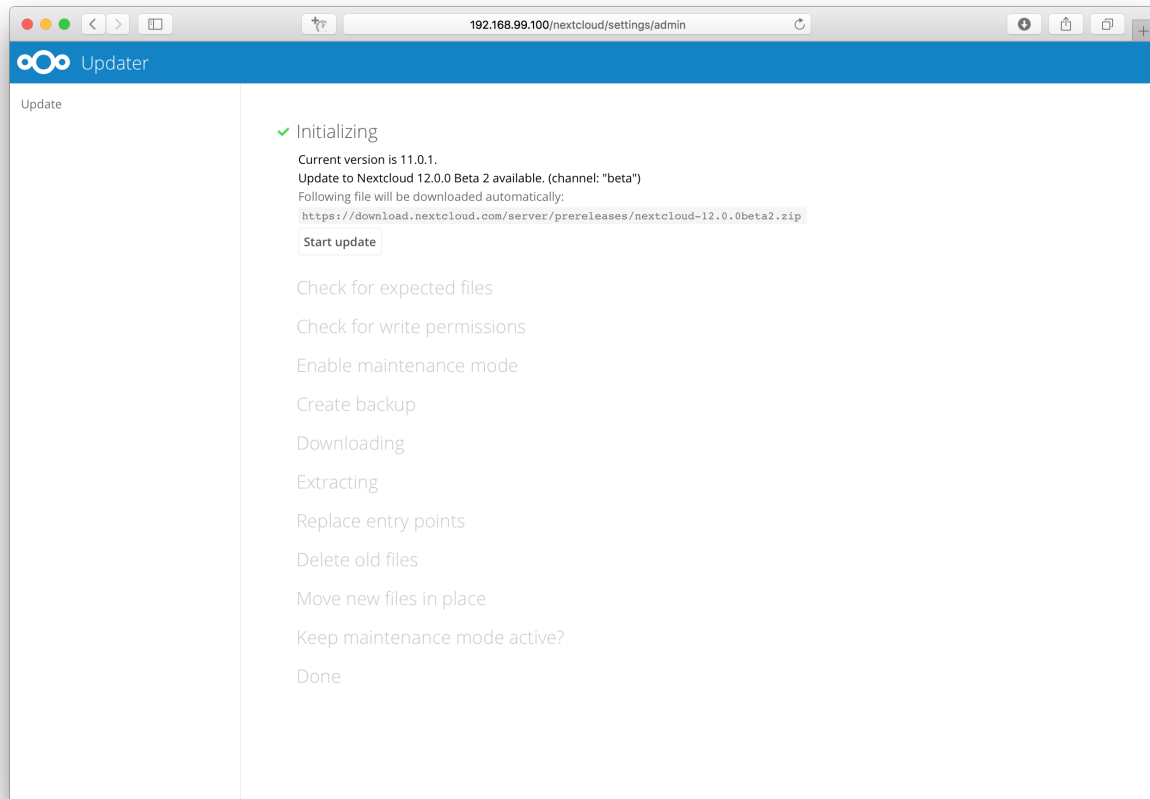 192.168.99.100/nextcloud/settings/admin
Updater
Update
Initializing
Current version is 11.0.1.
Update to Nextcloud 12.0.0 Beta 2 available. (channel: "beta")
Following file will be downloaded automatically:
https://download.nextcloud.com/server/prereleases/nextcloud-12.0.0beta2.zip
Start update
Check for expected files
Check for write permissions
Enable maintenance mode
Create backup
Downloading
Extracting
Replace entry points
Delete old files
Move new files in place
Keep maintenance mode active?
Done